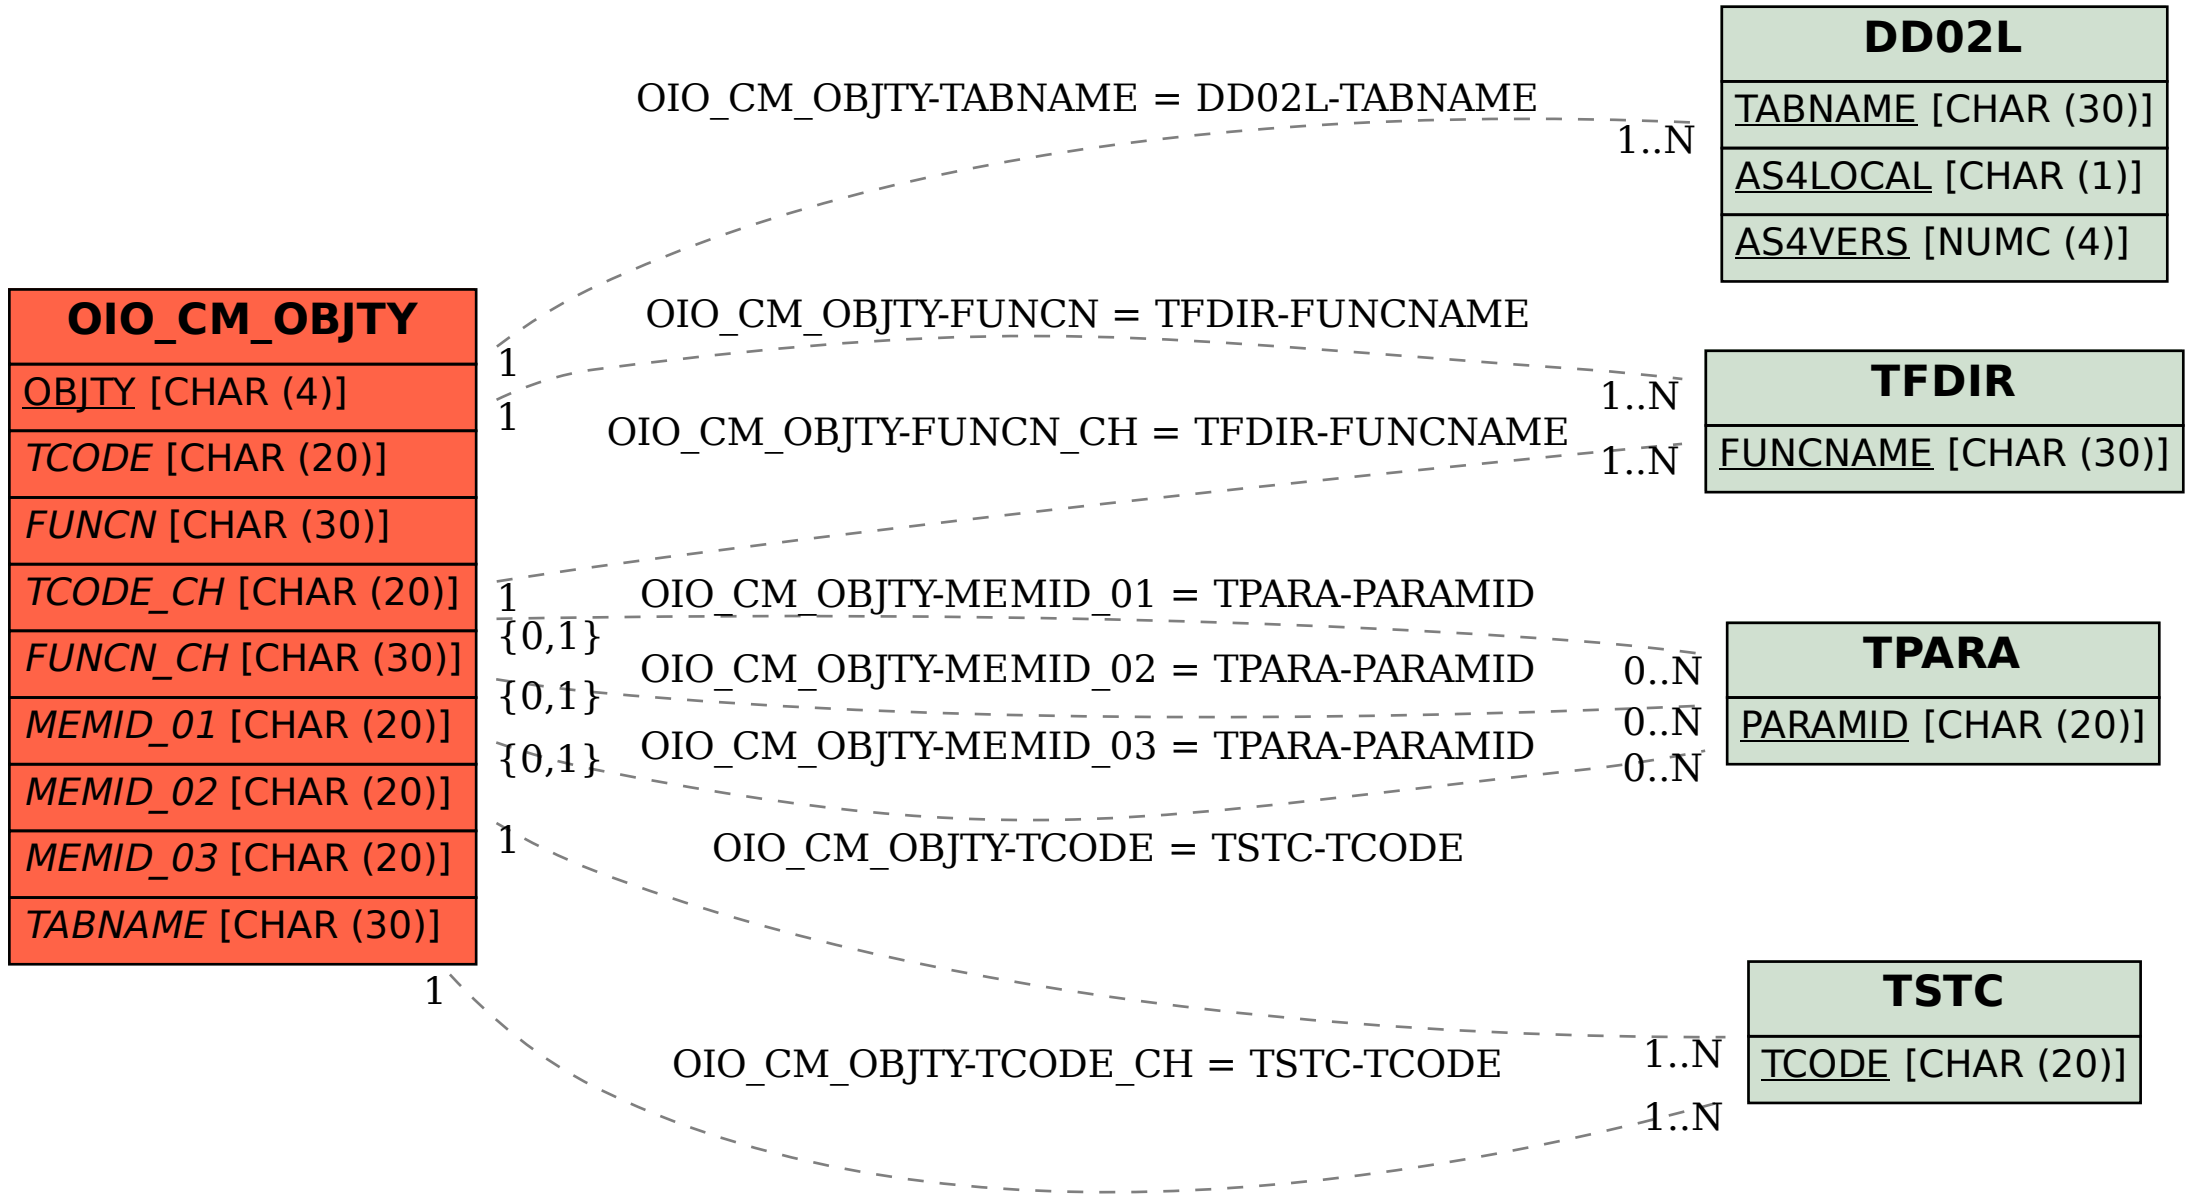 OIO_CM_OBJTY
OBJTY [CHAR (4)]
TCODE [CHAR (20)]
FUNCN [CHAR (30)]
TCODE_CH [CHAR (20)]
FUNCN_CH [CHAR (30)]
MEMID_01 [CHAR (20)]
MEMID_02 [CHAR (20)]
MEMID_03 [CHAR (20)]
TABNAME [CHAR (30)]
OIO_CM_OBJTY-TABNAME = DD02L-TABNAME
1
1..N
OIO_CM_OBJTY-FUNCN = TFDIR-FUNCNAME
1
1..N
OIO_CM_OBJTY-FUNCN_CH = TFDIR-FUNCNAME
1
1..N
OIO_CM_OBJTY-MEMID_01 = TPARA-PARAMID
{0,1}
0..N
OIO_CM_OBJTY-MEMID_02 = TPARA-PARAMID
{0,1}
0..N
OIO_CM_OBJTY-MEMID_03 = TPARA-PARAMID
{0,1}
0..N
OIO_CM_OBJTY-TCODE = TSTC-TCODE
1
1..N
OIO_CM_OBJTY-TCODE_CH = TSTC-TCODE
1
1..N
DD02L
TABNAME [CHAR (30)]
AS4LOCAL [CHAR (1)]
AS4VERS [NUMC (4)]
TFDIR
FUNCNAME [CHAR (30)]
TPARA
PARAMID [CHAR (20)]
TSTC
TCODE [CHAR (20)]